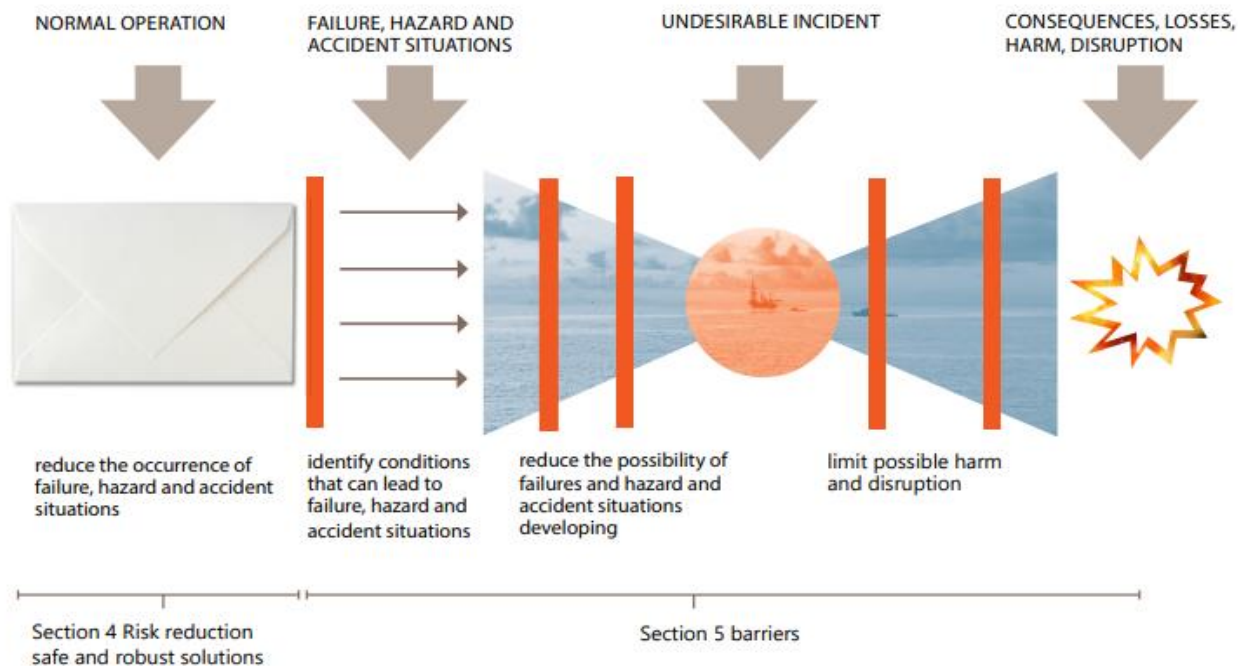 NORMAL OPERATION
FAILURE, HAZARD AND
ACCIDENT SITUATIONS
UNDESIRABLE INCIDENT
CONSEQUENCES, LOSSES,
HARM, DISRUPTION
reduce the occurrence of
failure, hazard and accident
situations
identify conditions
that can lead to
failure, hazard and
accident situations
reduce the possibility of
failures and hazard and
accident situations
developing
limit possible harm
and disruption
Section 4 Risk reduction
safe and robust solutions
Section 5 barriers